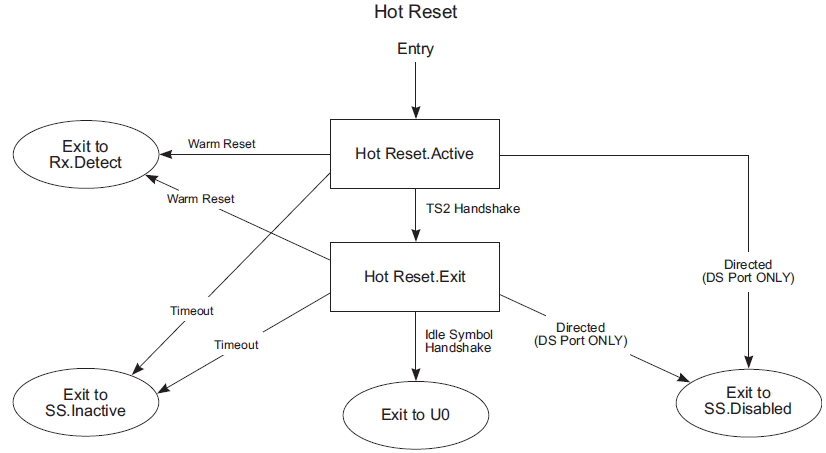 Hot Reset
Entry
Exit to
Rx.Detect
Warm Reset
Hot Reset.Active
Warm Reset
TS2 Handshake
Directed
(DS Port ONLY)
Hot Reset.Exit
Timeout
Timeout
Idle Symbol
Handshake
Directed
(DS Port ONLY)
Exit to
SS.Inactive
Exit to U0
Exit to
SS.Disabled